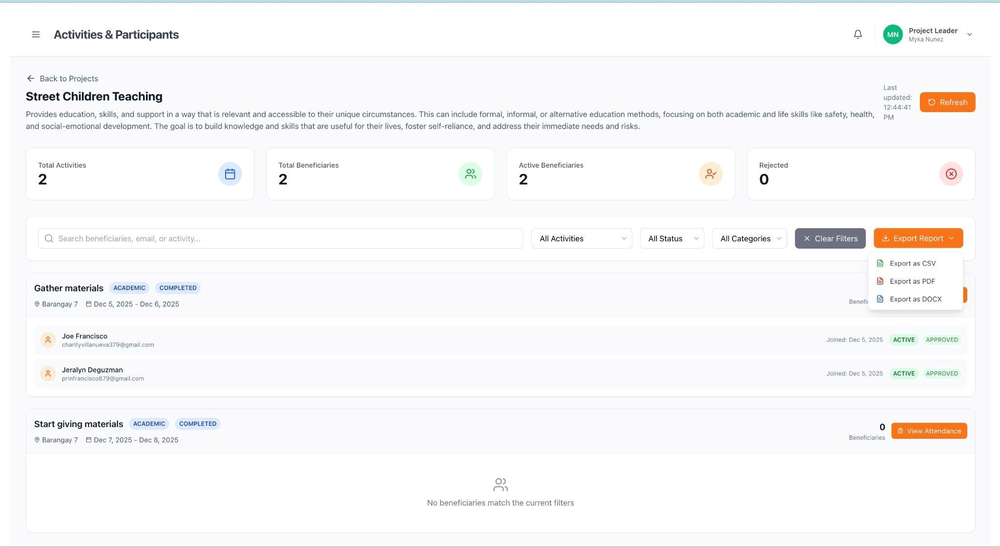 Activities & Participants
MN
Project Leader
Myka Nunez
Back to Projects
Street Children Teaching
Provides education, skills, and support in a way that is relevant and accessible to their unique circumstances. This can include formal, informal, or alternative education methods, focusing on both academic and life skills like safety, health,
and social-emotional development. The goal is to build knowledge and skills that are useful for their lives, foster self-reliance, and address their immediate needs and risks.
Last
updated:
12:44:41
PM
Refresh
Total Activities
2
Total Beneficiaries
2
Active Beneficiaries
2
Rejected
0
Search beneficiaries, email, or activity...
All Activities
All Status
All Categories
Clear Filters
Export Report
Export as CSV
Export as PDF
Export as DOCX
Gather materials
ACADEMIC
COMPLETED
Barangay 7
Dec 5, 2025 - Dec 6, 2025
Joe Francisco
charityvillanueva379@gmail.com
Joined: Dec 5, 2025
ACTIVE
APPROVED
Jeralyn Deguzman
prinfrancisco679@gmail.com
Joined: Dec 5, 2025
ACTIVE
APPROVED
Start giving materials
ACADEMIC
COMPLETED
Barangay 7
Dec 7, 2025 - Dec 8, 2025
0
Beneficiaries
View Attendance
No beneficiaries match the current filters